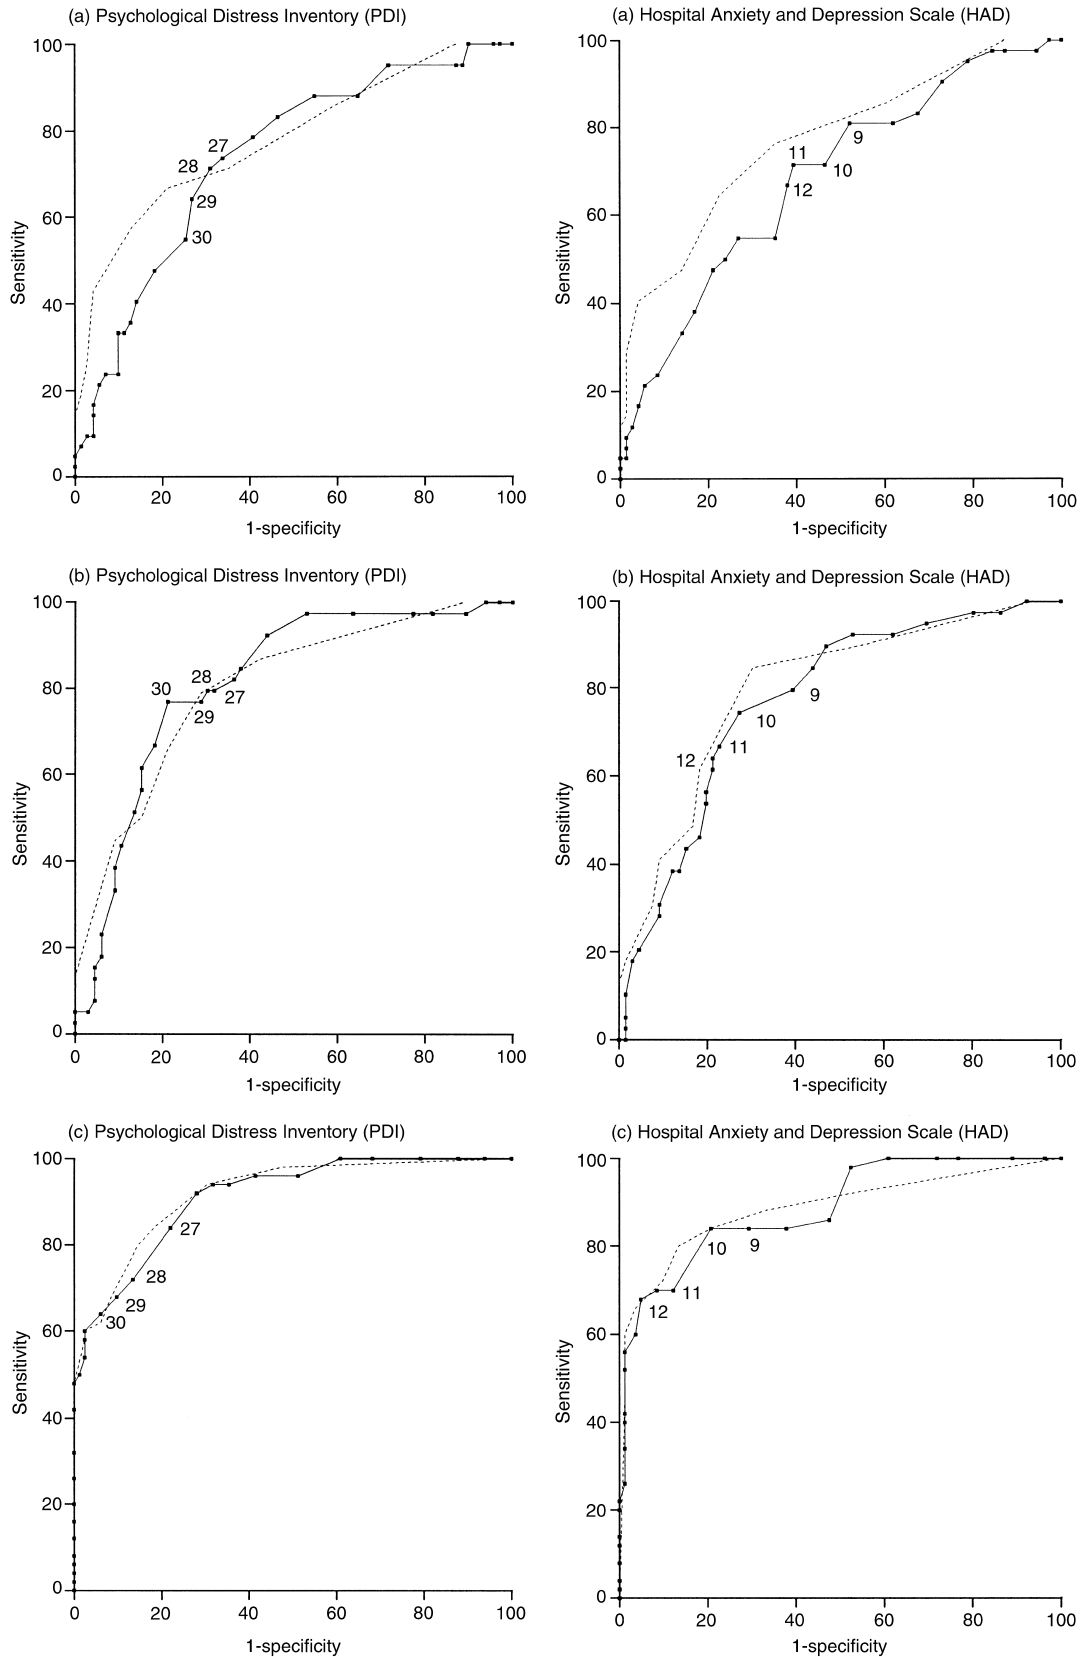 (a) Psychological Distress Inventory (PDI)
100
80
60
40
20
0
Sensitivity
27
28
29
30
0 20 40 60 80 100
1-specificity
(a) Hospital Anxiety and Depression Scale (HAD)
100
80
60
40
20
0
Sensitivity
9
11
10
12
0 20 40 60 80 100
1-specificity
(b) Psychological Distress Inventory (PDI)
100
80
60
40
20
0
Sensitivity
28
30
27
29
0 20 40 60 80 100
1-specificity
(b) Hospital Anxiety and Depression Scale (HAD)
100
80
60
40
20
0
Sensitivity
9
10
11
12
0 20 40 60 80 100
1-specificity
(c) Psychological Distress Inventory (PDI)
100
80
60
40
20
0
Sensitivity
27
28
29
30
0 20 40 60 80 100
1-specificity
(c) Hospital Anxiety and Depression Scale (HAD)
100
80
60
40
20
0
Sensitivity
10 9
11
12
0 20 40 60 80 100
1-specificity